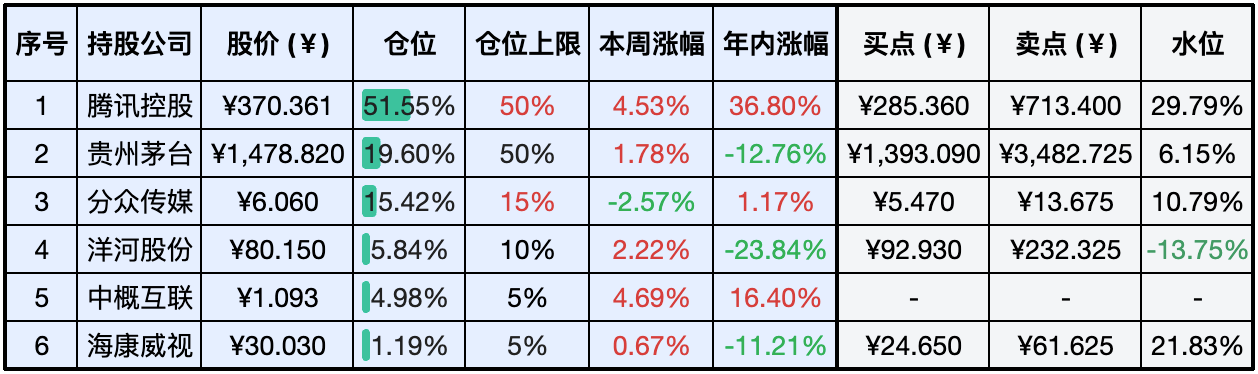 序号 持股公司 股价 (¥) 仓位 仓位上限 本周涨幅 年内涨幅 买点 (¥) 卖点 (¥) 水位
1 腾讯控股 ¥370.361 51.55% 50% 4.53% 36.80% ¥285.360 ¥713.400 29.79%
2 贵州茅台 ¥1,478.820 19.60% 50% 1.78% -12.76% ¥1,393.090 ¥3,482.725 6.15%
3 分众传媒 ¥6.060 15.42% 15% -2.57% 1.17% ¥5.470 ¥13.675 10.79%
4 洋河股份 ¥80.150 5.84% 10% 2.22% -23.84% ¥92.930 ¥232.325 -13.75%
5 中概互联 ¥1.093 4.98% 5% 4.69% 16.40% - - -
6 海康威视 ¥30.030 1.19% 5% 0.67% -11.21% ¥24.650 ¥61.625 21.83%